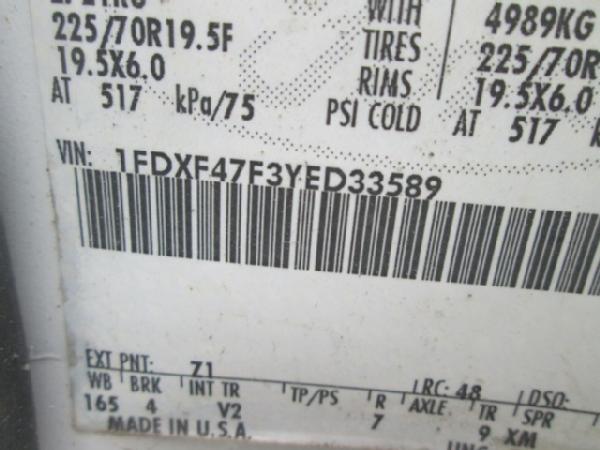 WITH 4989KG
225/70R19.5F TIRES 225/70R
19.5X6.0 RIMS 19.5X6.0
AT 517 kPa/75 PSI COLD AT 517
VIN: 1FDXF47F3YED33589
EXT PNT: Z1 LRC: 48 DSO:
WB BRK INT TR TP/PS R AXLE TR SPR
165 4 V2 7 9 XM
MADE IN U.S.A.